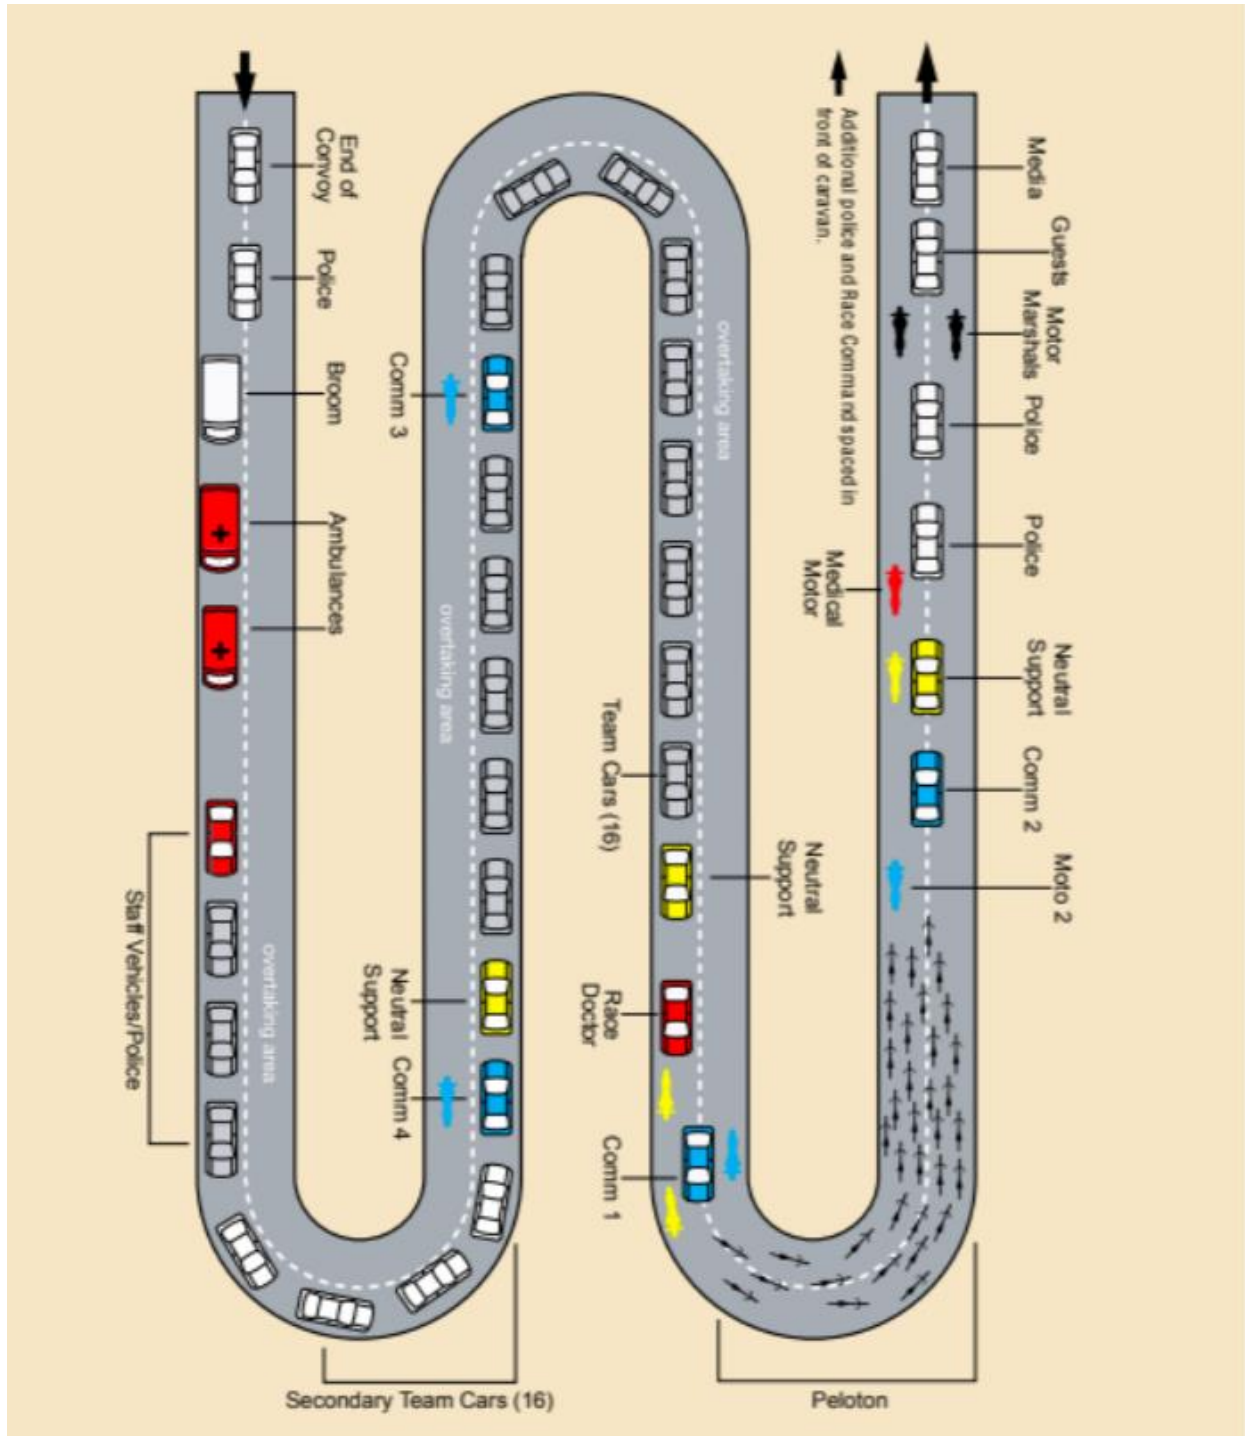 Media
Guests
Motor
Marshals
Police
Police
Neutral
Support
Comm 2
Moto 2
Additional police and Race Command spaced in
front of caravan.
Medical
Motor
Peloton
overtaking area
Team Cars (16)
Neutral
Support
Race
Doctor
Comm 1
Comm 3
overtaking area
Neutral
Support
Comm 4
Secondary Team Cars (16)
End of
Convoy
Police
Broom
Ambulances
overtaking area
Staff Vehicles/Police